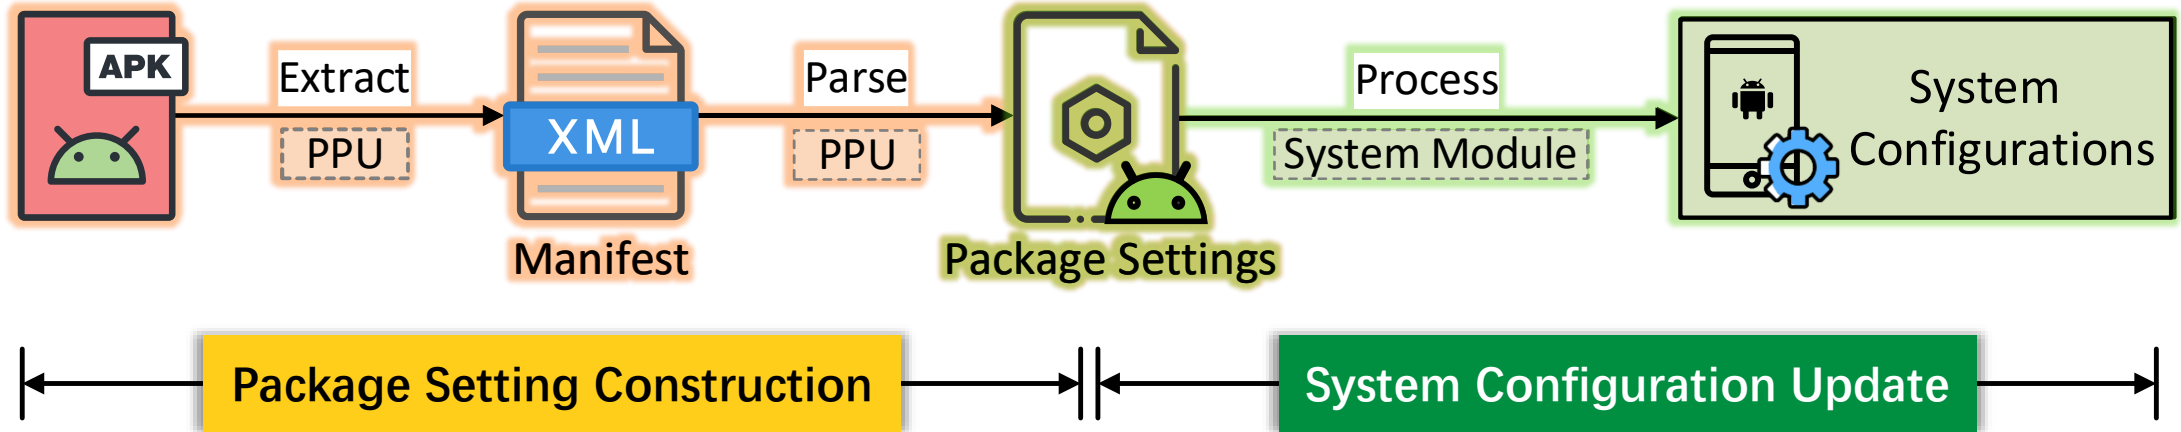 APK
Extract
PPU
XML
Manifest
Parse
PPU
Package Settings
Process
System Module
System
Configurations
Package Setting Construction
System Configuration Update